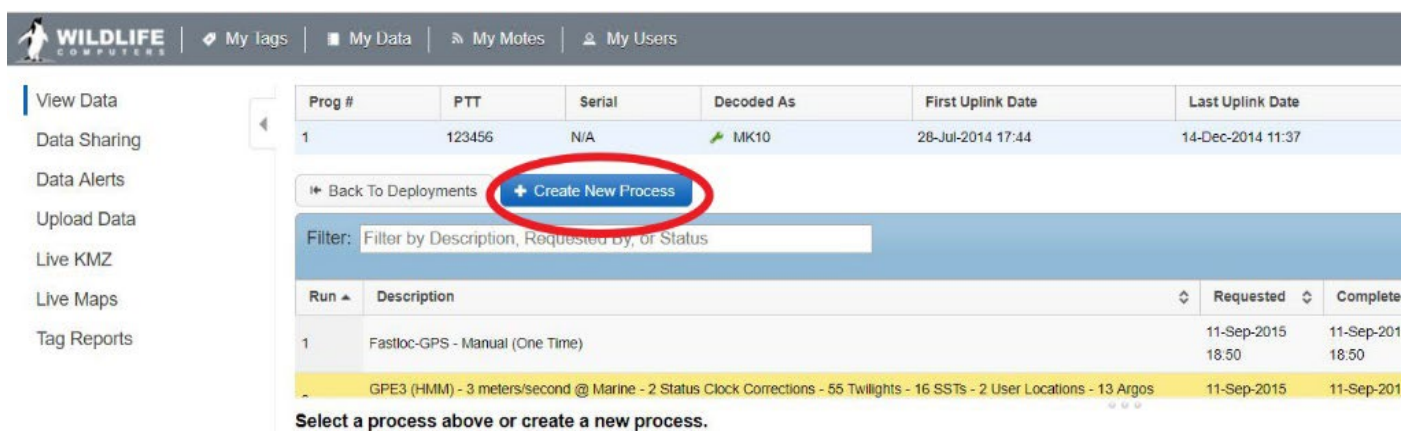 WILDLIFE COMPUTERS My Tags My Data My Motes My Users
View Data
Data Sharing
Data Alerts
Upload Data
Live KMZ
Live Maps
Tag Reports
Prog # PTT Serial Decoded As First Uplink Date Last Uplink Date
1 123456 N/A MK10 28-Jul-2014 17:44 14-Dec-2014 11:37
Back To Deployments Create New Process
Filter: Filter by Description, Requested By, or Status
Run Description Requested Complete
1 Fastloc-GPS - Manual (One Time) 11-Sep-2015 18:50 11-Sep-201 18:50
GPE3 (HMM) - 3 meters/second @ Marine - 2 Status Clock Corrections - 55 Twilights - 16 SSTs - 2 User Locations - 13 Argos 11-Sep-2015 11-Sep-201
Select a process above or create a new process.